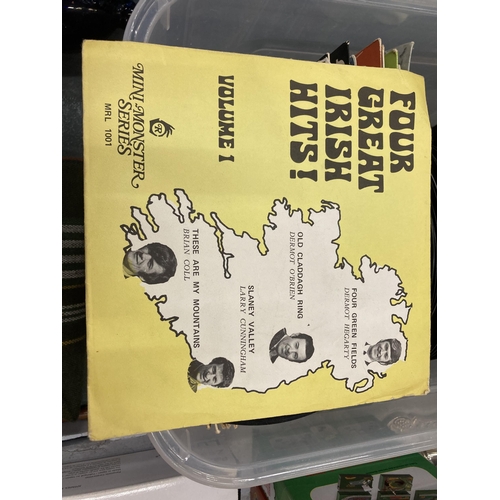 FOUR
GREAT
IRISH
HITS!
VOLUME 1
MINI-MONSTER
SERIES
MRL 1001
FOUR GREEN FIELDS
DERMOT HEGARTY
OLD CLADDAGH RING
DERMOT O'BRIEN
SLANEY VALLEY
LARRY CUNNINGHAM
THESE ARE MY MOUNTAINS
BRIAN COLL